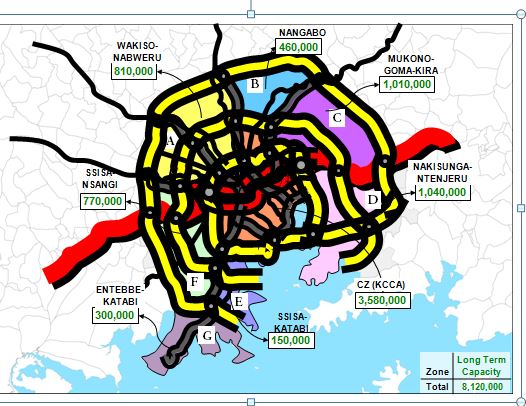 NANGABO
460,000
WAKISO-
NABWERU
810,000
MUKONO-
GOMA-KIRA
1,010,000
B
C
A
SSISA-
NSANGI
770,000
NAKISUNGA-
NTENJERU
1,040,000
D
F
CZ (KCCA)
3,580,000
ENTEBBE-
KATABI
300,000
E
SSISA-
KATABI
150,000
G
Zone
Long Term
Capacity
Total
8,120,000